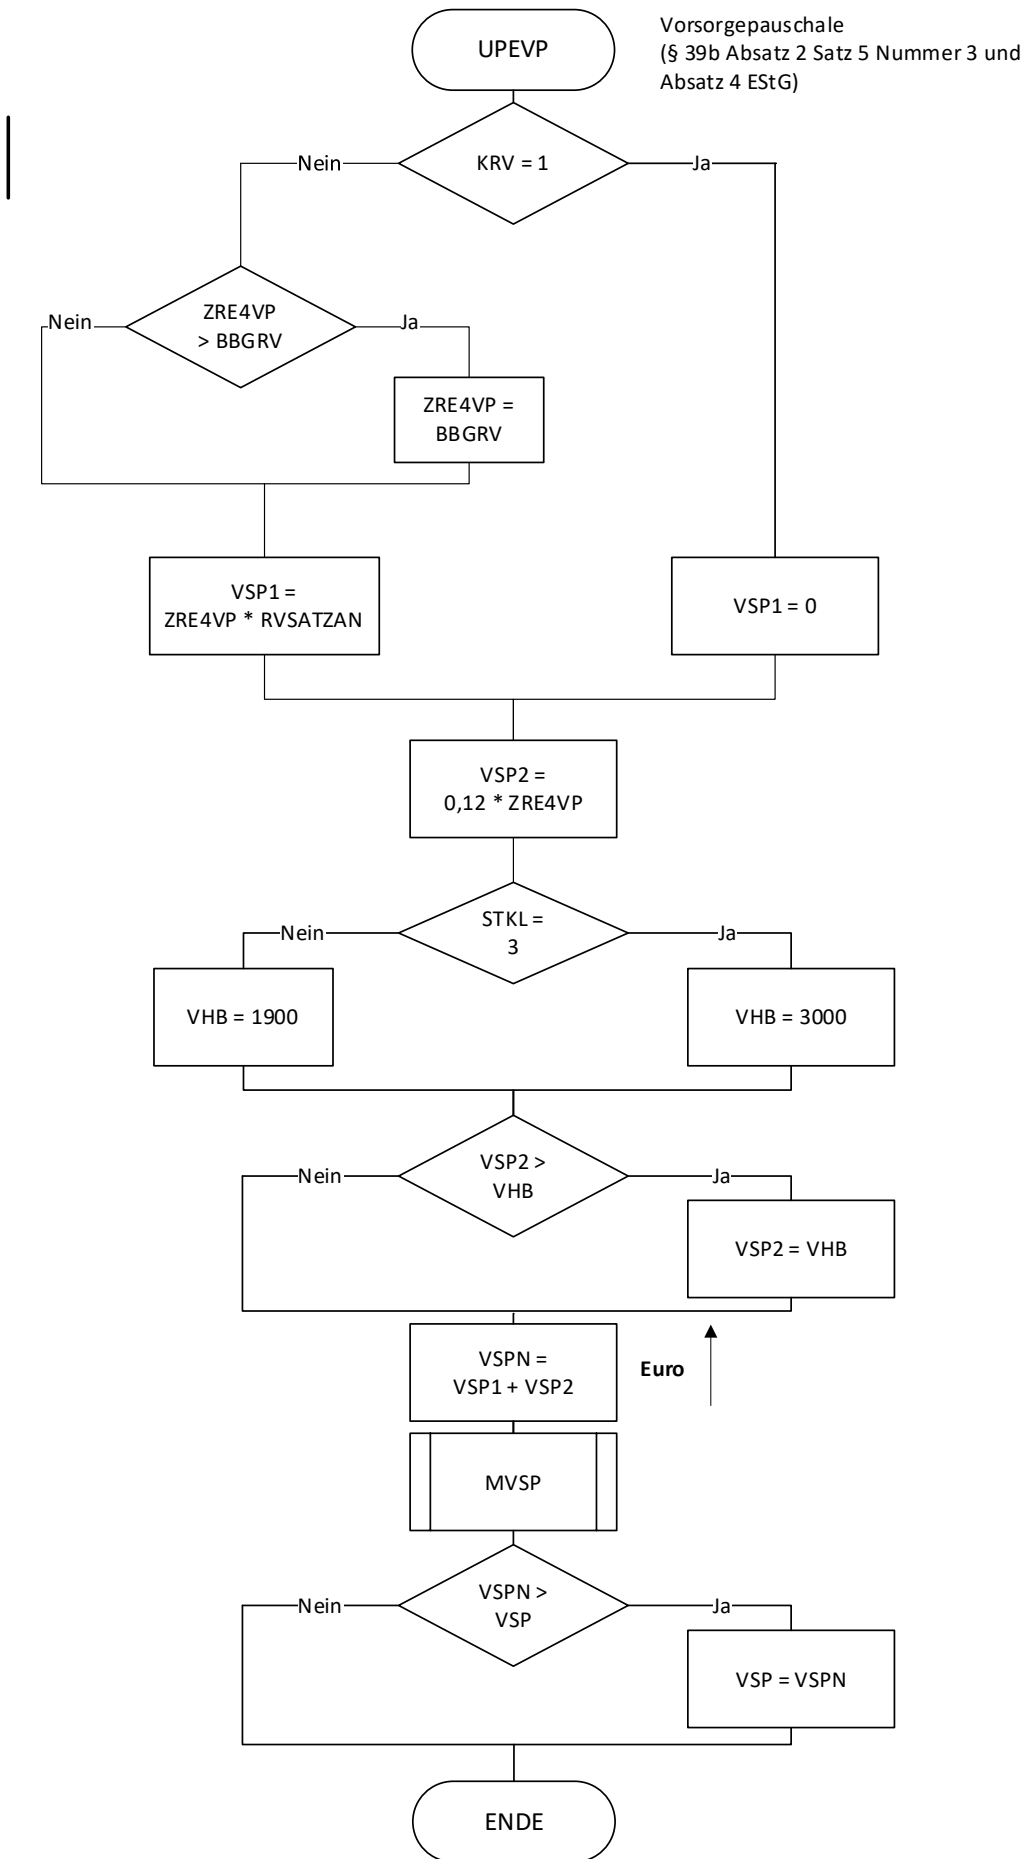 UPEVP
Vorsorgepauschale
(§ 39b Absatz 2 Satz 5 Nummer 3 und
Absatz 4 EStG)
Nein
KRV = 1
Ja
Nein
ZRE4VP
> BBGRV
Ja
ZRE4VP =
BBGRV
VSP1 =
ZRE4VP * RVSATZAN
VSP1 = 0
VSP2 =
0,12 * ZRE4VP
Nein
STKL =
3
Ja
VHB = 1900
VHB = 3000
Nein
VSP2 >
VHB
Ja
VSP2 = VHB
VSPN =
VSP1 + VSP2
Euro
MVSP
Nein
VSPN >
VSP
Ja
VSP = VSPN
ENDE